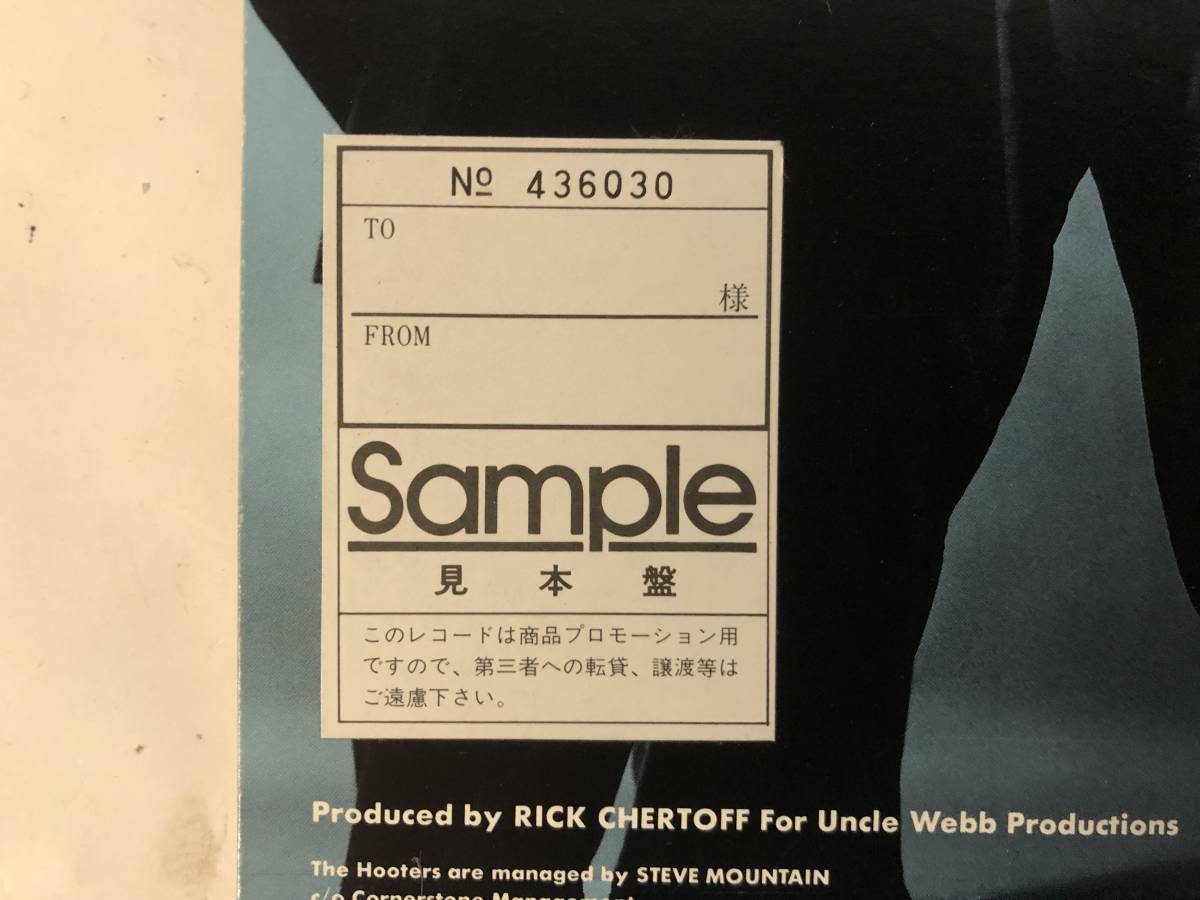 № 436030
TO
様
FROM
Sample
見本盤
このレコードは商品プロモーション用
ですので、第三者への転貸、譲渡等は
ご遠慮下さい。
Produced by RICK CHERTOFF For Uncle Webb Productions
The Hooters are managed by STEVE MOUNTAIN
c/o Cornerstone Management